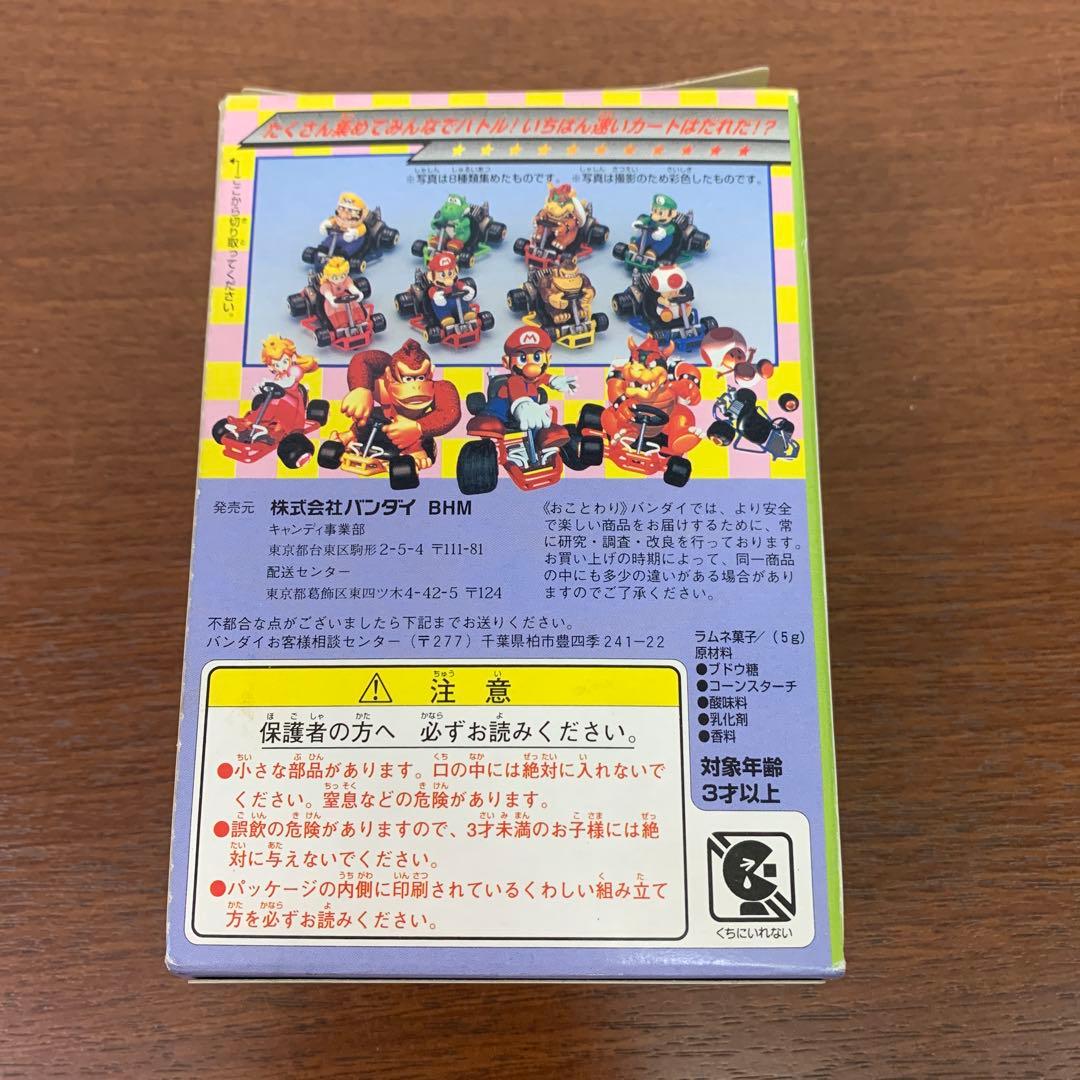 たくさん集めてみんなでバトル！いちばん速いカートはだれだ！？
★★★★★★★★★★★
※写真は8種類集めたものです。 ※写真は撮影のため彩色したものです。
ここから切り取ってください。
発売元 株式会社バンダイ BHM
キャンディ事業部
東京都台東区駒形2-5-4 〒111-81
配送センター
東京都葛飾区東四ツ木4-42-5 〒124
《おことわり》バンダイでは、より安全
で楽しい商品をお届けするために、常
に研究・調査・改良を行っております。
お買い上げの時期によって、同一商品
の中にも多少の違いがある場合があり
ますのでご了承ください。
不都合な点がございましたら下記までお送りください。
バンダイお客様相談センター（〒277）千葉県柏市豊四季241-22
ラムネ菓子/（5g）
原材料
●ブドウ糖
●コーンスターチ
●酸味料
●乳化剤
●香料
対象年齢
3才以上
くちにいれない
注意
保護者の方へ 必ずお読みください。
●小さな部品があります。口の中には絶対に入れないで
ください。窒息などの危険があります。
●誤飲の危険がありますので、3才未満のお子様には絶
対に与えないでください。
●パッケージの内側に印刷されているくわしい組み立て
方を必ずお読みください。